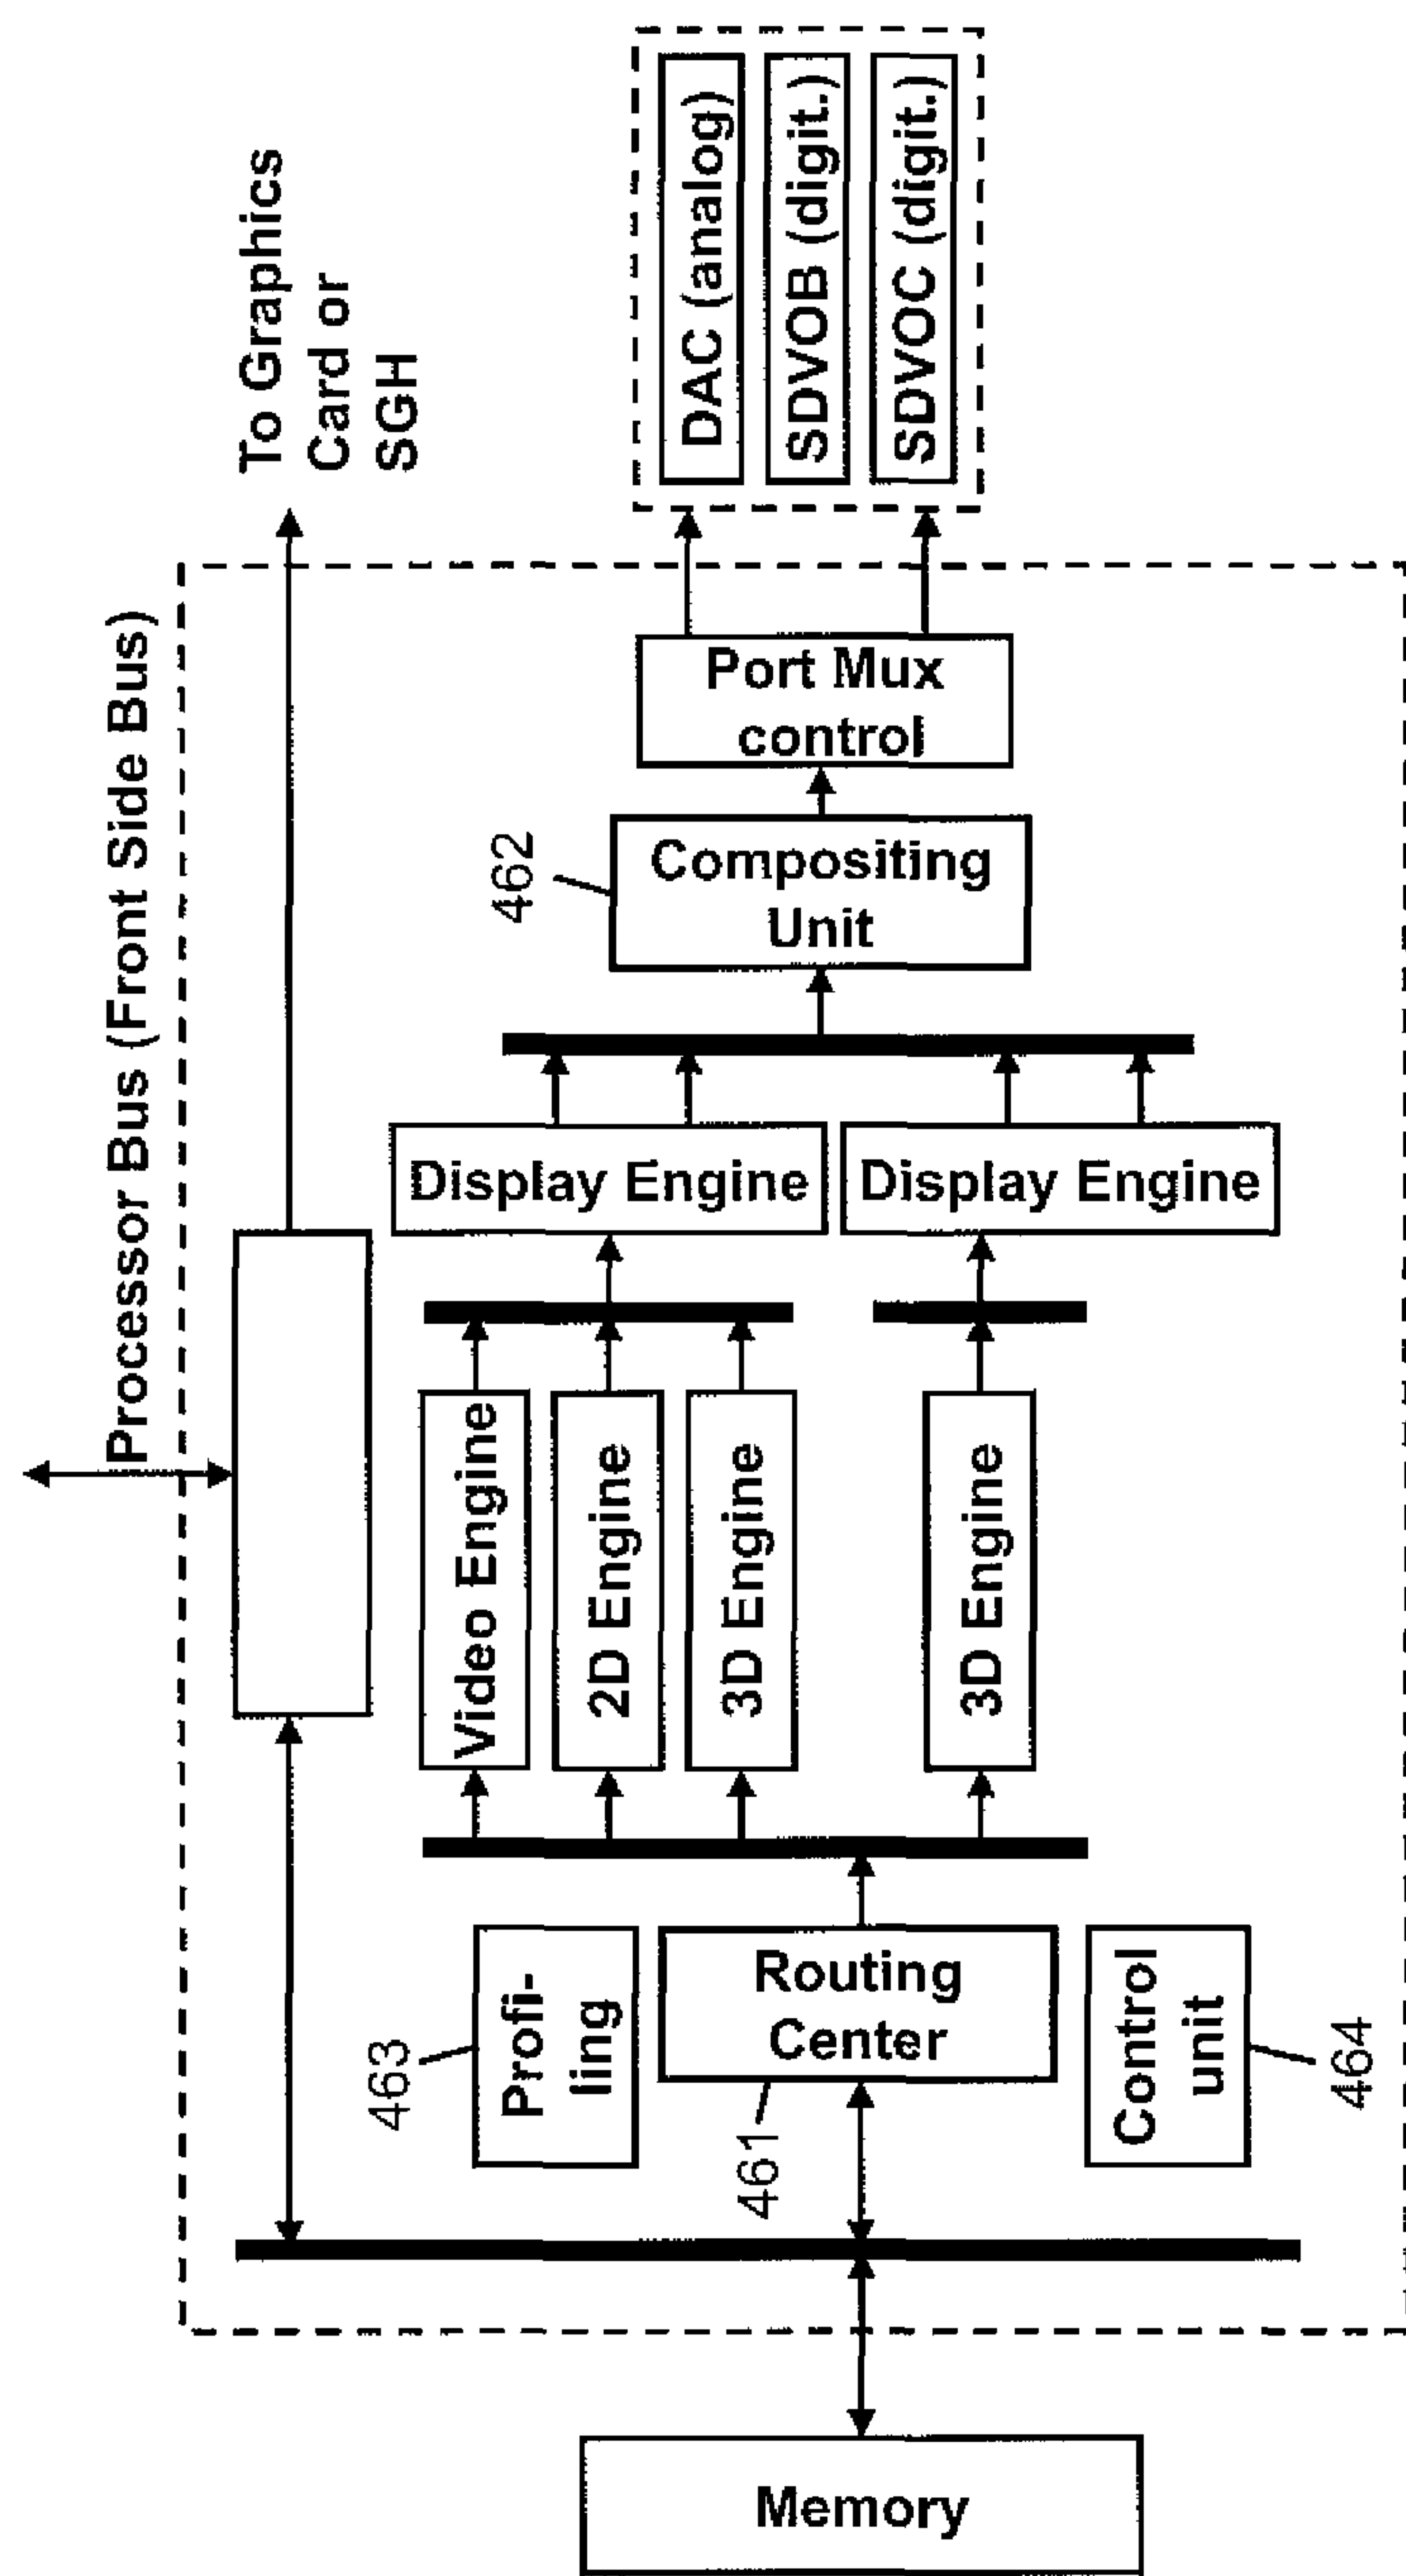 Processor Bus (Front Side Bus)
To Graphics
Card or
SGH
DAC (analog)
SDVOB (digit.)
SDVOC (digit.)
Port Mux
control
462
Compositing
Unit
Display Engine
Display Engine
Video Engine
2D Engine
3D Engine
3D Engine
463
Profi-
ling
Routing
Center
461
Control
unit
464
Memory